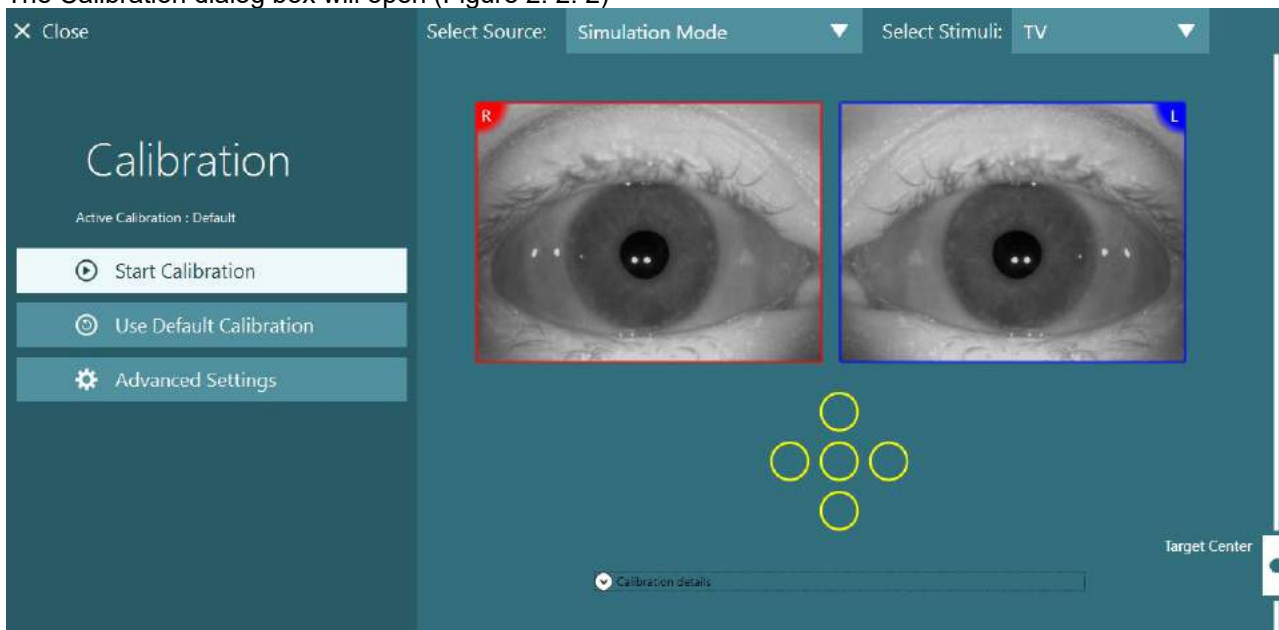 The Calibration dialog box will open (Figure 2. 2. 2)
Close
Select Source: Simulation Mode Select Stimuli: TV
R
L
Calibration
Active Calibration : Default
Start Calibration
Use Default Calibration
Advanced Settings
Target Center
Calibration details